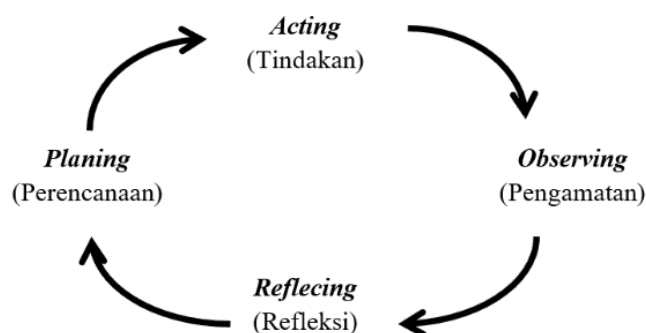 Acting
(Tindakan)
Planing
(Perencanaan)
Observing
(Pengamatan)
Reflecing
(Refleksi)